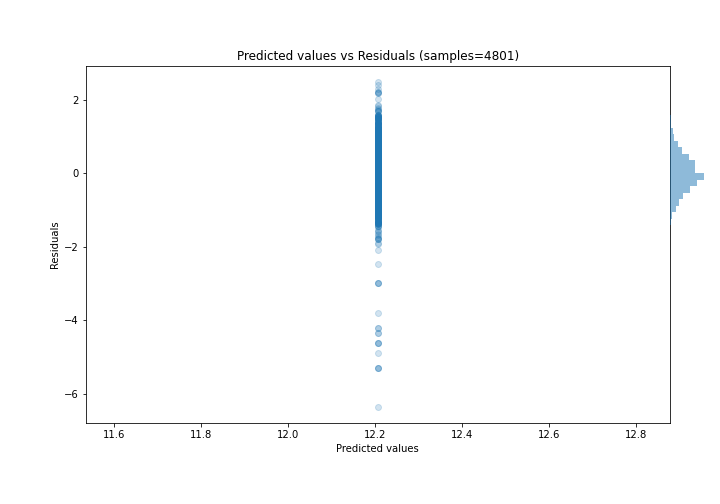 Predicted values vs Residuals (samples=4801)
2
0
−2
−4
−6
Residuals
11.6 11.8 12.0 12.2 12.4 12.6 12.8
Predicted values